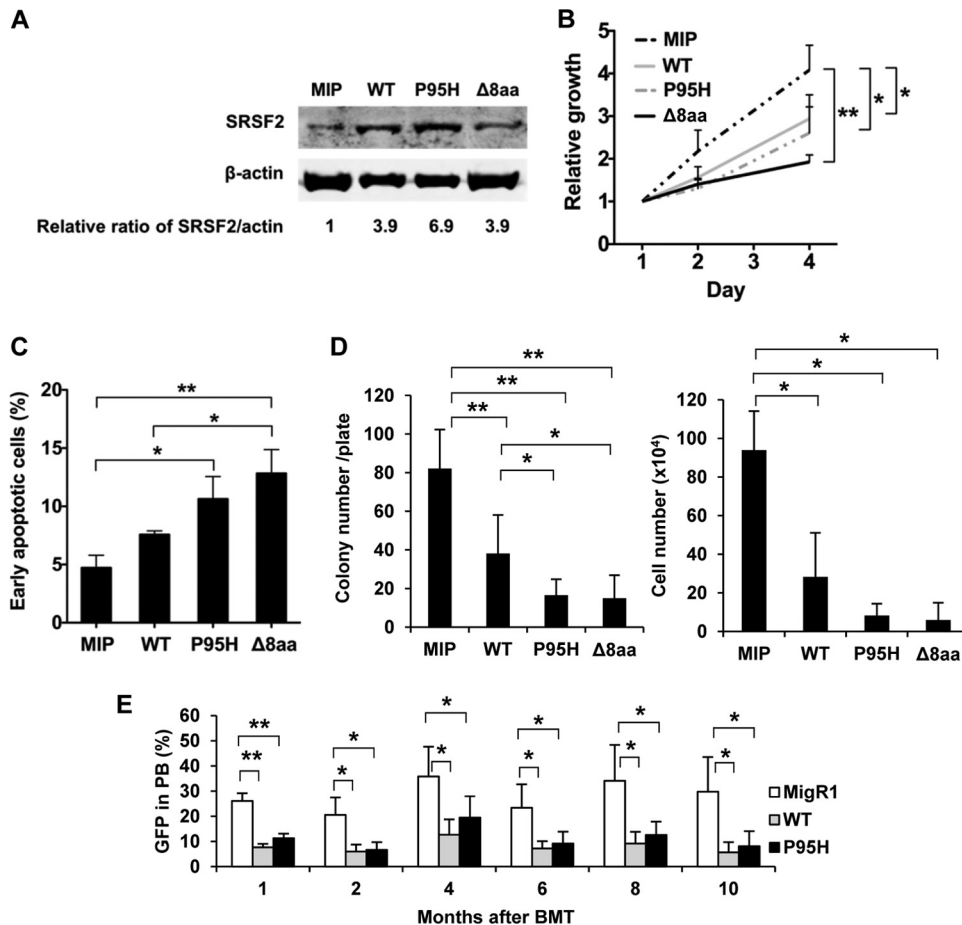 A
MIP WT P95H Δ8aa
SRSF2
β-actin
Relative ratio of SRSF2/actin 1 3.9 6.9 3.9
B
MIP
WT
P95H
Δ8aa
** * *
Relative growth
5
4
3
2
1
0
1 2 3 4
Day
C
Early apoptotic cells (%)
20
15
10
5
0
**
*
*
MIP WT P95H Δ8aa
D
Colony number /plate
120
100
80
60
40
20
0
**
**
**
*
*
MIP WT P95H Δ8aa
Cell number (x10⁴)
120
100
80
60
40
20
0
*
*
*
MIP WT P95H Δ8aa
E
GFP in PB (%)
60
50
40
30
20
10
0
** * * * * *
** * * * * *
1 2 4 6 8 10
Months after BMT
MigR1
WT
P95H